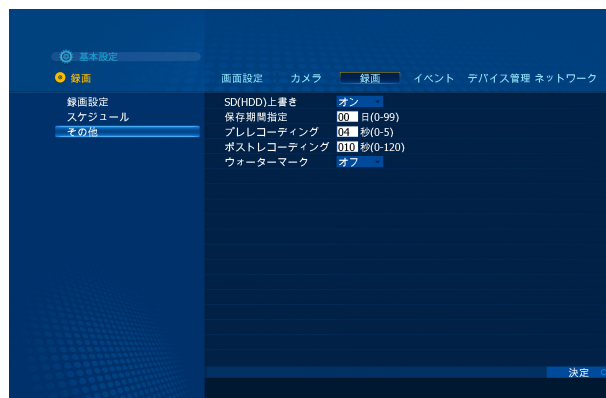 基本設定
録画
画面設定 カメラ 録画 イベント デバイス管理 ネットワーク
録画設定
スケジュール
その他
SD(HDD)上書き オン
保存期間指定 00 日(0-99)
プレレコーディング 04 秒(0-5)
ポストレコーディング 010 秒(0-120)
ウォーターマーク オフ
決定